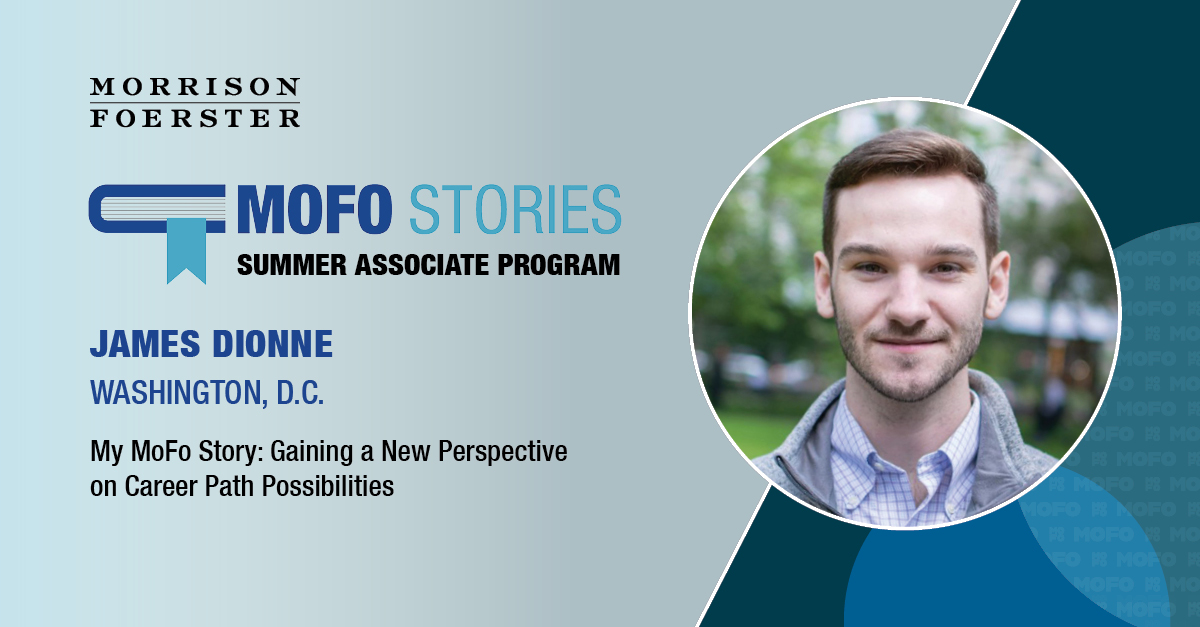 MORRISON
FOERSTER
MOFO STORIES
SUMMER ASSOCIATE PROGRAM
JAMES DIONNE
WASHINGTON, D.C.
My MoFo Story: Gaining a New Perspective
on Career Path Possibilities